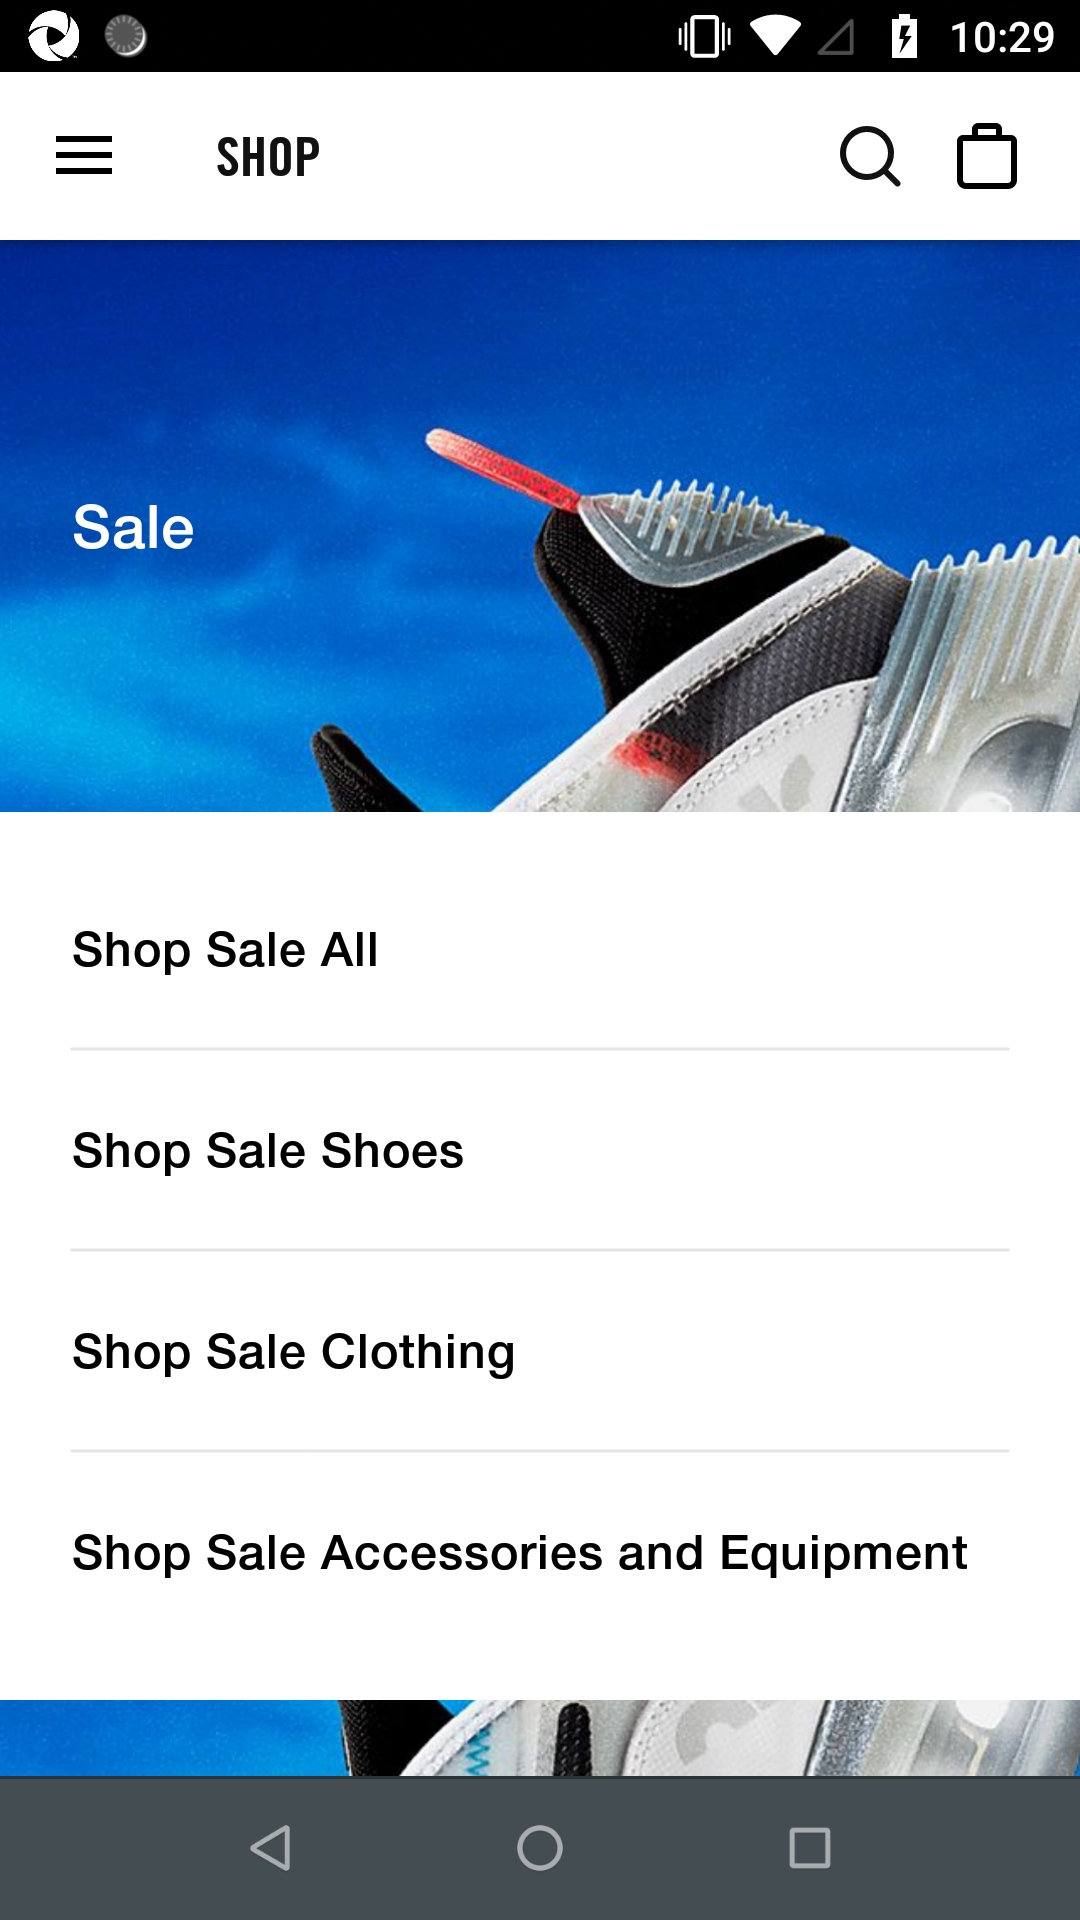 10:29
SHOP
Sale
Shop Sale All
Shop Sale Shoes
Shop Sale Clothing
Shop Sale Accessories and Equipment